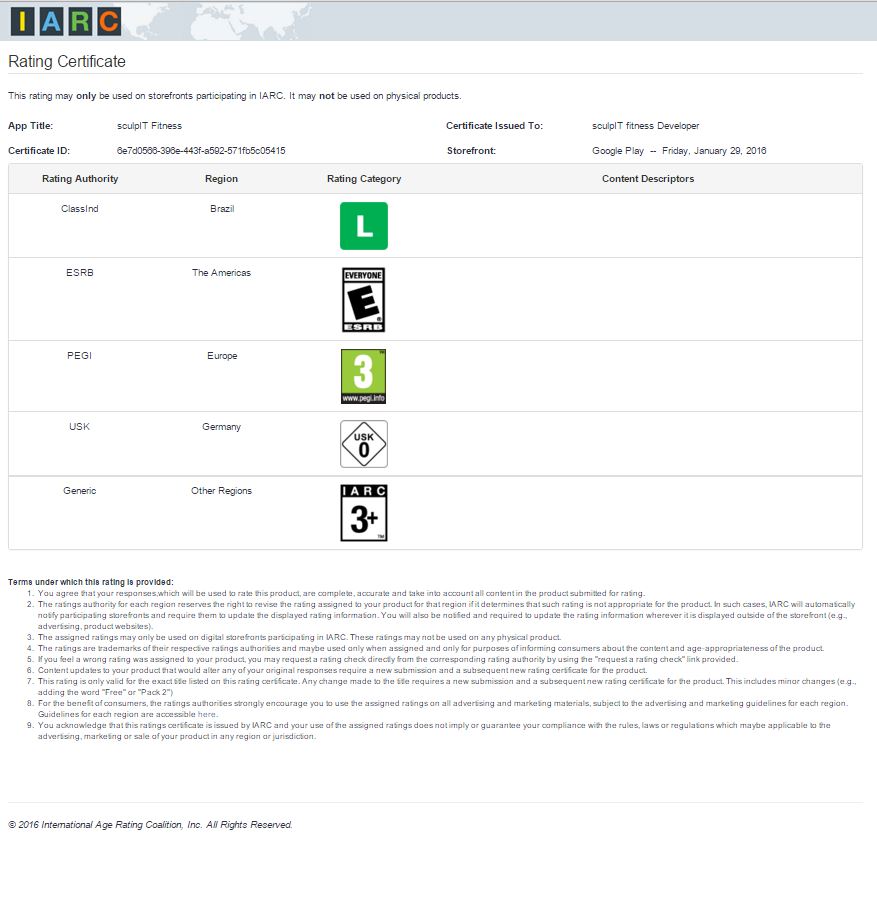 IARC
Rating Certificate
This rating may only be used on storefronts participating in IARC. It may not be used on physical products.
App Title: sculpIT Fitness Certificate Issued To: sculpIT fitness Developer
Certificate ID: 6e7d0566-396e-443f-a592-571fb5c05415 Storefront: Google Play -- Friday, January 29, 2016
Rating Authority Region Rating Category Content Descriptors
ClassInd Brazil L
ESRB The Americas EVERYONE
E
®
ESRB
PEGI Europe 3
™
www.pegi.info
USK Germany USK
0
Generic Other Regions IARC
3+
™
Terms under which this rating is provided:
1. You agree that your responses,which will be used to rate this product, are complete, accurate and take into account all content in the product submitted for rating.
2. The ratings authority for each region reserves the right to revise the rating assigned to your product for that region if it determines that such rating is not appropriate for the product. In such cases, IARC will automatically
notify participating storefronts and require them to update the displayed rating information. You will also be notified and required to update the rating information wherever it is displayed outside of the storefront (e.g.,
advertising, product websites).
3. The assigned ratings may only be used on digital storefronts participating in IARC. These ratings may not be used on any physical product.
4. The ratings are trademarks of their respective ratings authorities and maybe used only when assigned and only for purposes of informing consumers about the content and age-appropriateness of the product.
5. If you feel a wrong rating was assigned to your product, you may request a rating check directly from the corresponding rating authority by using the "request a rating check" link provided.
6. Content updates to your product that would alter any of your original responses require a new submission and a subsequent new rating certificate for the product.
7. This rating is only valid for the exact title listed on this rating certificate. Any change made to the title requires a new submission and a subsequent new rating certificate for the product. This includes minor changes (e.g.,
adding the word "Free" or "Pack 2")
8. For the benefit of consumers, the ratings authorities strongly encourage you to use the assigned ratings on all advertising and marketing materials, subject to the advertising and marketing guidelines for each region.
Guidelines for each region are accessible here.
9. You acknowledge that this ratings certificate is issued by IARC and your use of the assigned ratings does not imply or guarantee your compliance with the rules, laws or regulations which maybe applicable to the
advertising, marketing or sale of your product in any region or jurisdiction.
© 2016 International Age Rating Coalition, Inc. All Rights Reserved.